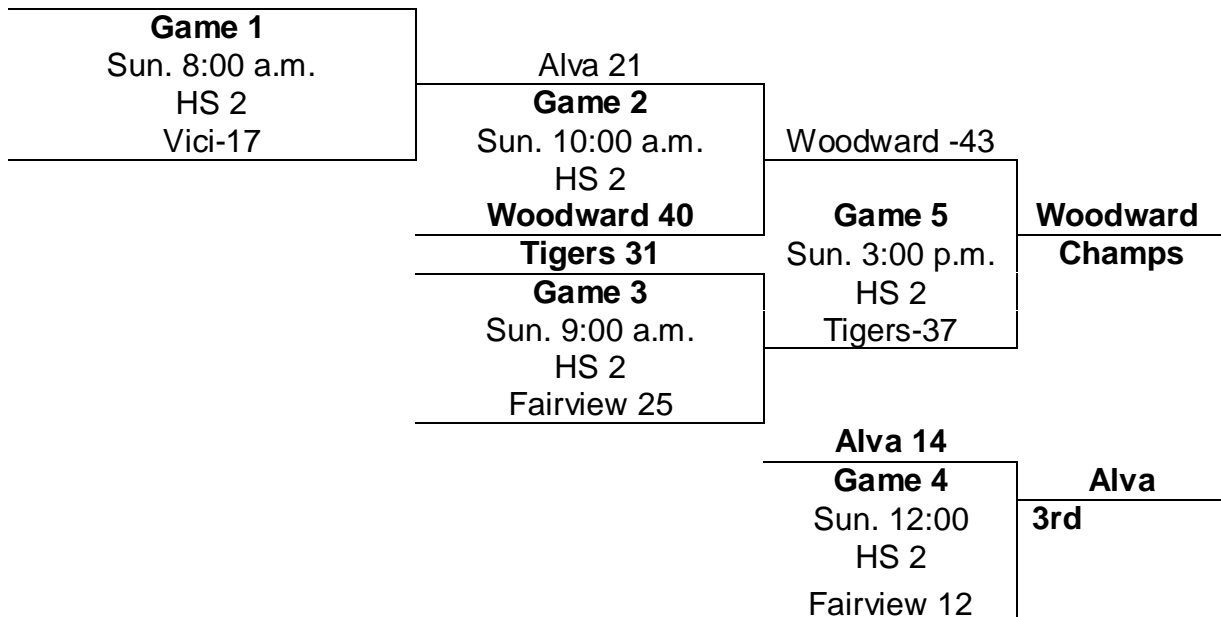 Game 1
Sun. 8:00 a.m.
HS 2
Vici-17
Alva 21
Game 2
Sun. 10:00 a.m.
HS 2
Woodward 40
Tigers 31
Game 3
Sun. 9:00 a.m.
HS 2
Fairview 25
Woodward -43
Game 5
Sun. 3:00 p.m.
HS 2
Tigers-37
Woodward
Champs
Alva 14
Game 4
Sun. 12:00
HS 2
Fairview 12
Alva
3rd